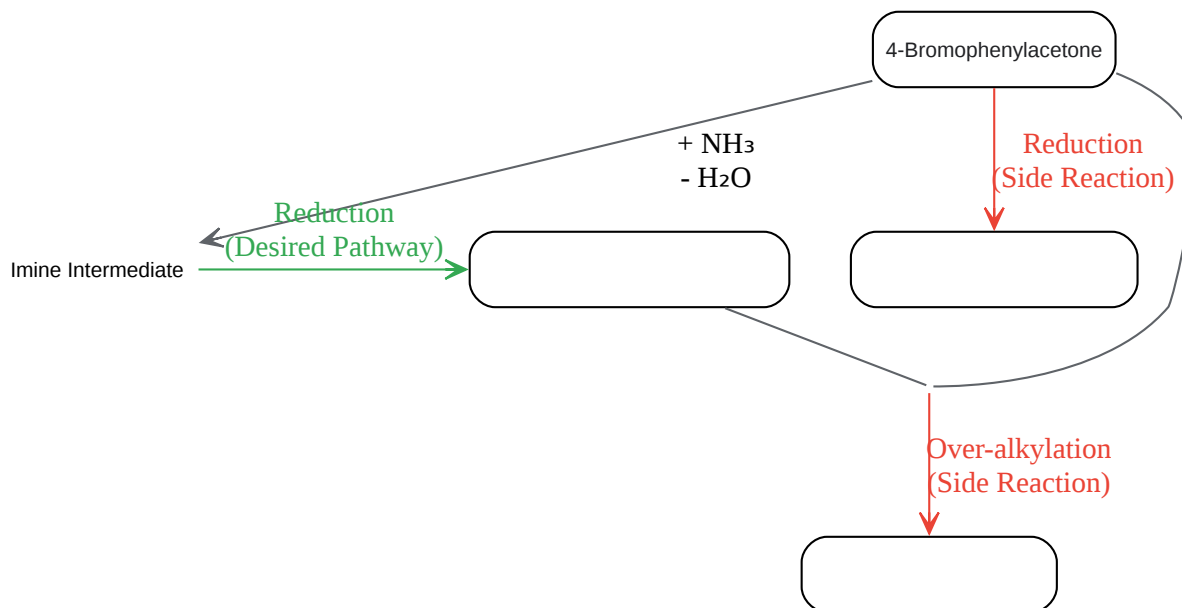 4-Bromophenylacetone
+ NH₃
- H₂O
Reduction
(Side Reaction)
Reduction
(Desired Pathway)
Imine Intermediate
Over-alkylation
(Side Reaction)